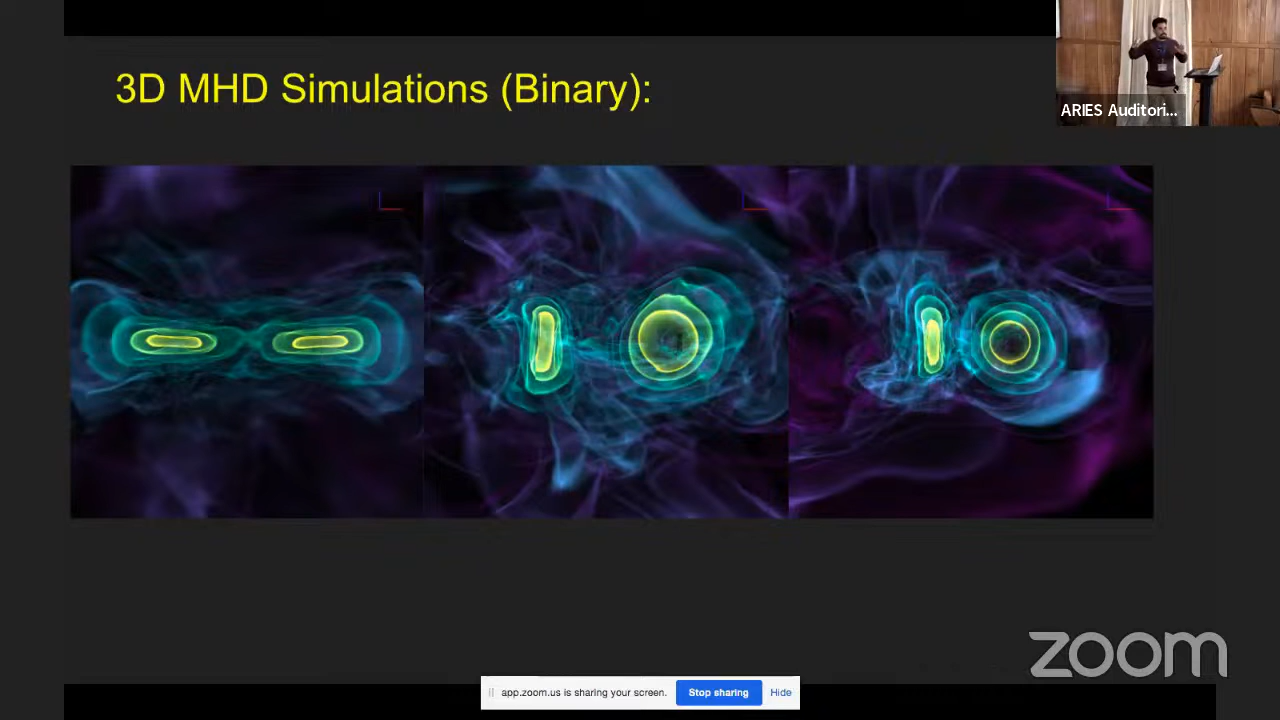 3D MHD Simulations (Binary):
ARIES Auditori...
zoom
app.zoom.us is sharing your screen.
Stop sharing
Hide